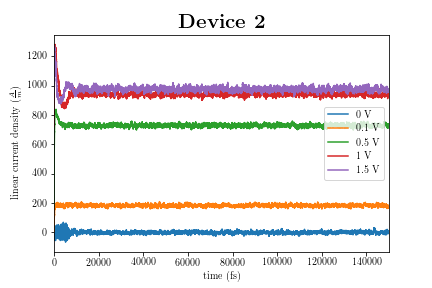 Device 2
linear current density (A/m)
1200
1000
800
600
400
200
0
0 V
0.1 V
0.5 V
1 V
1.5 V
0
20000
40000
60000
80000
100000
120000
140000
time (fs)